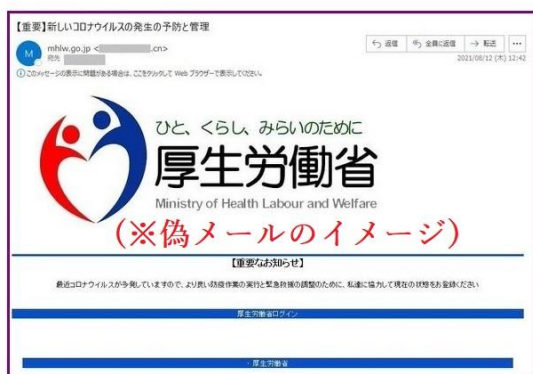 【重要】新しいコロナウイルスの発生の予防と管理
M
mhlw.go.jp < .cn>
宛先
返信 全員に返信 転送 …
2021/08/12 (木) 12:42
このメッセージの表示に問題がある場合は、ここをクリックして Web ブラウザーで表示してください。
ひと、くらし、みらいのために
厚生労働省
Ministry of Health Labour and Welfare
(※偽メールのイメージ)
【重要なお知らせ】
最近コロナウイルスが今発していますので、より良い防疫作業の実行と緊急救援の調整のために、私達に協力して現在の状態をお登録ください
厚生労働省ログイン
・厚生労働省